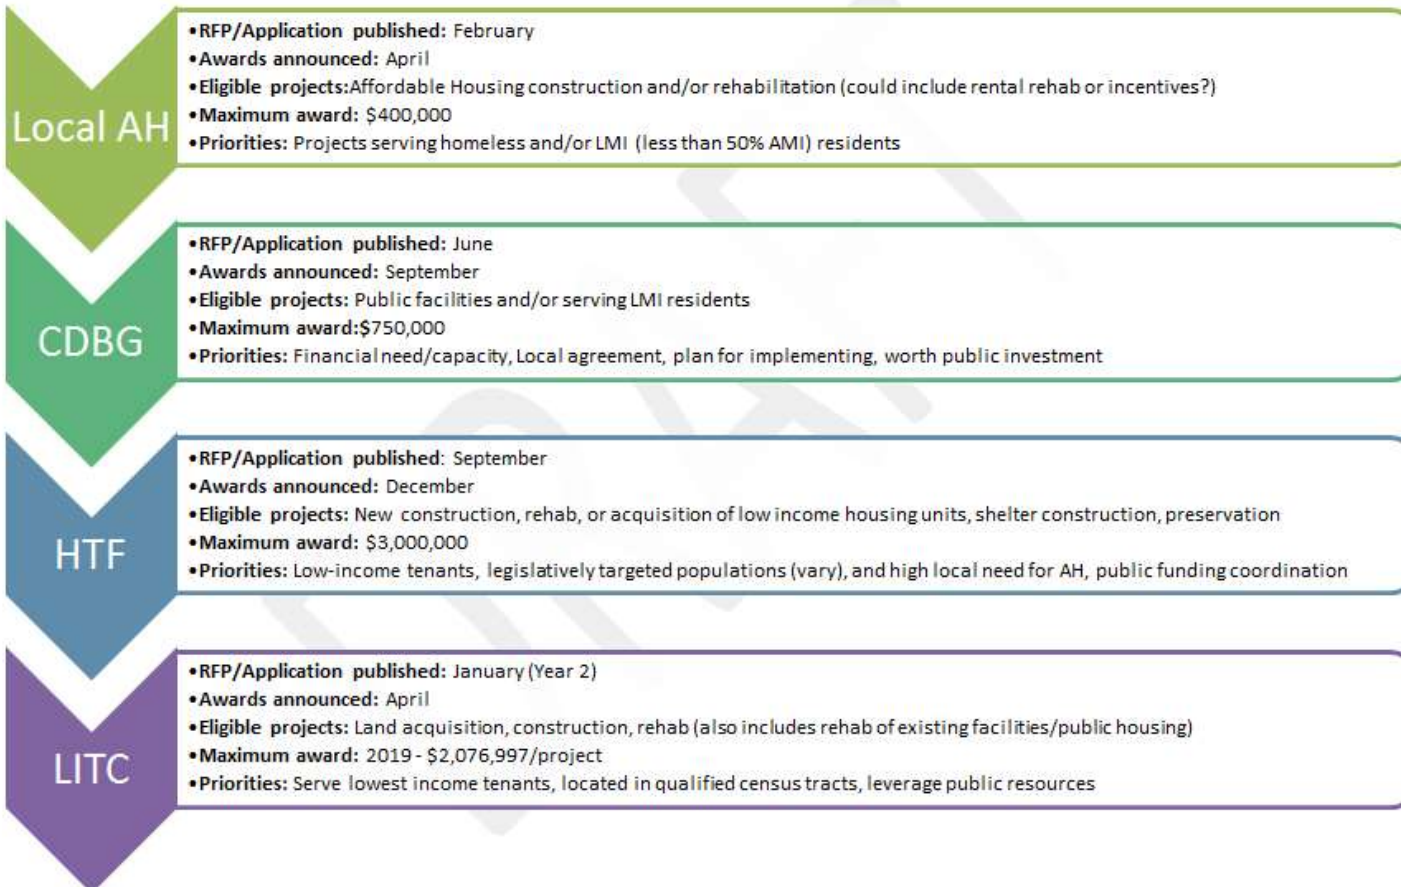 Local AH
•RFP/Application published: February
•Awards announced: April
•Eligible projects:Affordable Housing construction and/or rehabilitation (could include rental rehab or incentives?)
•Maximum award: $400,000
•Priorities: Projects serving homeless and/or LMI (less than 50% AMI) residents
CDBG
•RFP/Application published: June
•Awards announced: September
•Eligible projects: Public facilities and/or serving LMI residents
•Maximum award:$750,000
•Priorities: Financial need/capacity, Local agreement, plan for implementing, worth public investment
HTF
•RFP/Application published: September
•Awards announced: December
•Eligible projects: New construction, rehab, or acquisition of low income housing units, shelter construction, preservation
•Maximum award: $3,000,000
•Priorities: Low-income tenants, legislatively targeted populations (vary), and high local need for AH, public funding coordination
LITC
•RFP/Application published: January (Year 2)
•Awards announced: April
•Eligible projects: Land acquisition, construction, rehab (also includes rehab of existing facilities/public housing)
•Maximum award: 2019 - $2,076,997/project
•Priorities: Serve lowest income tenants, located in qualified census tracts, leverage public resources
DRAFT